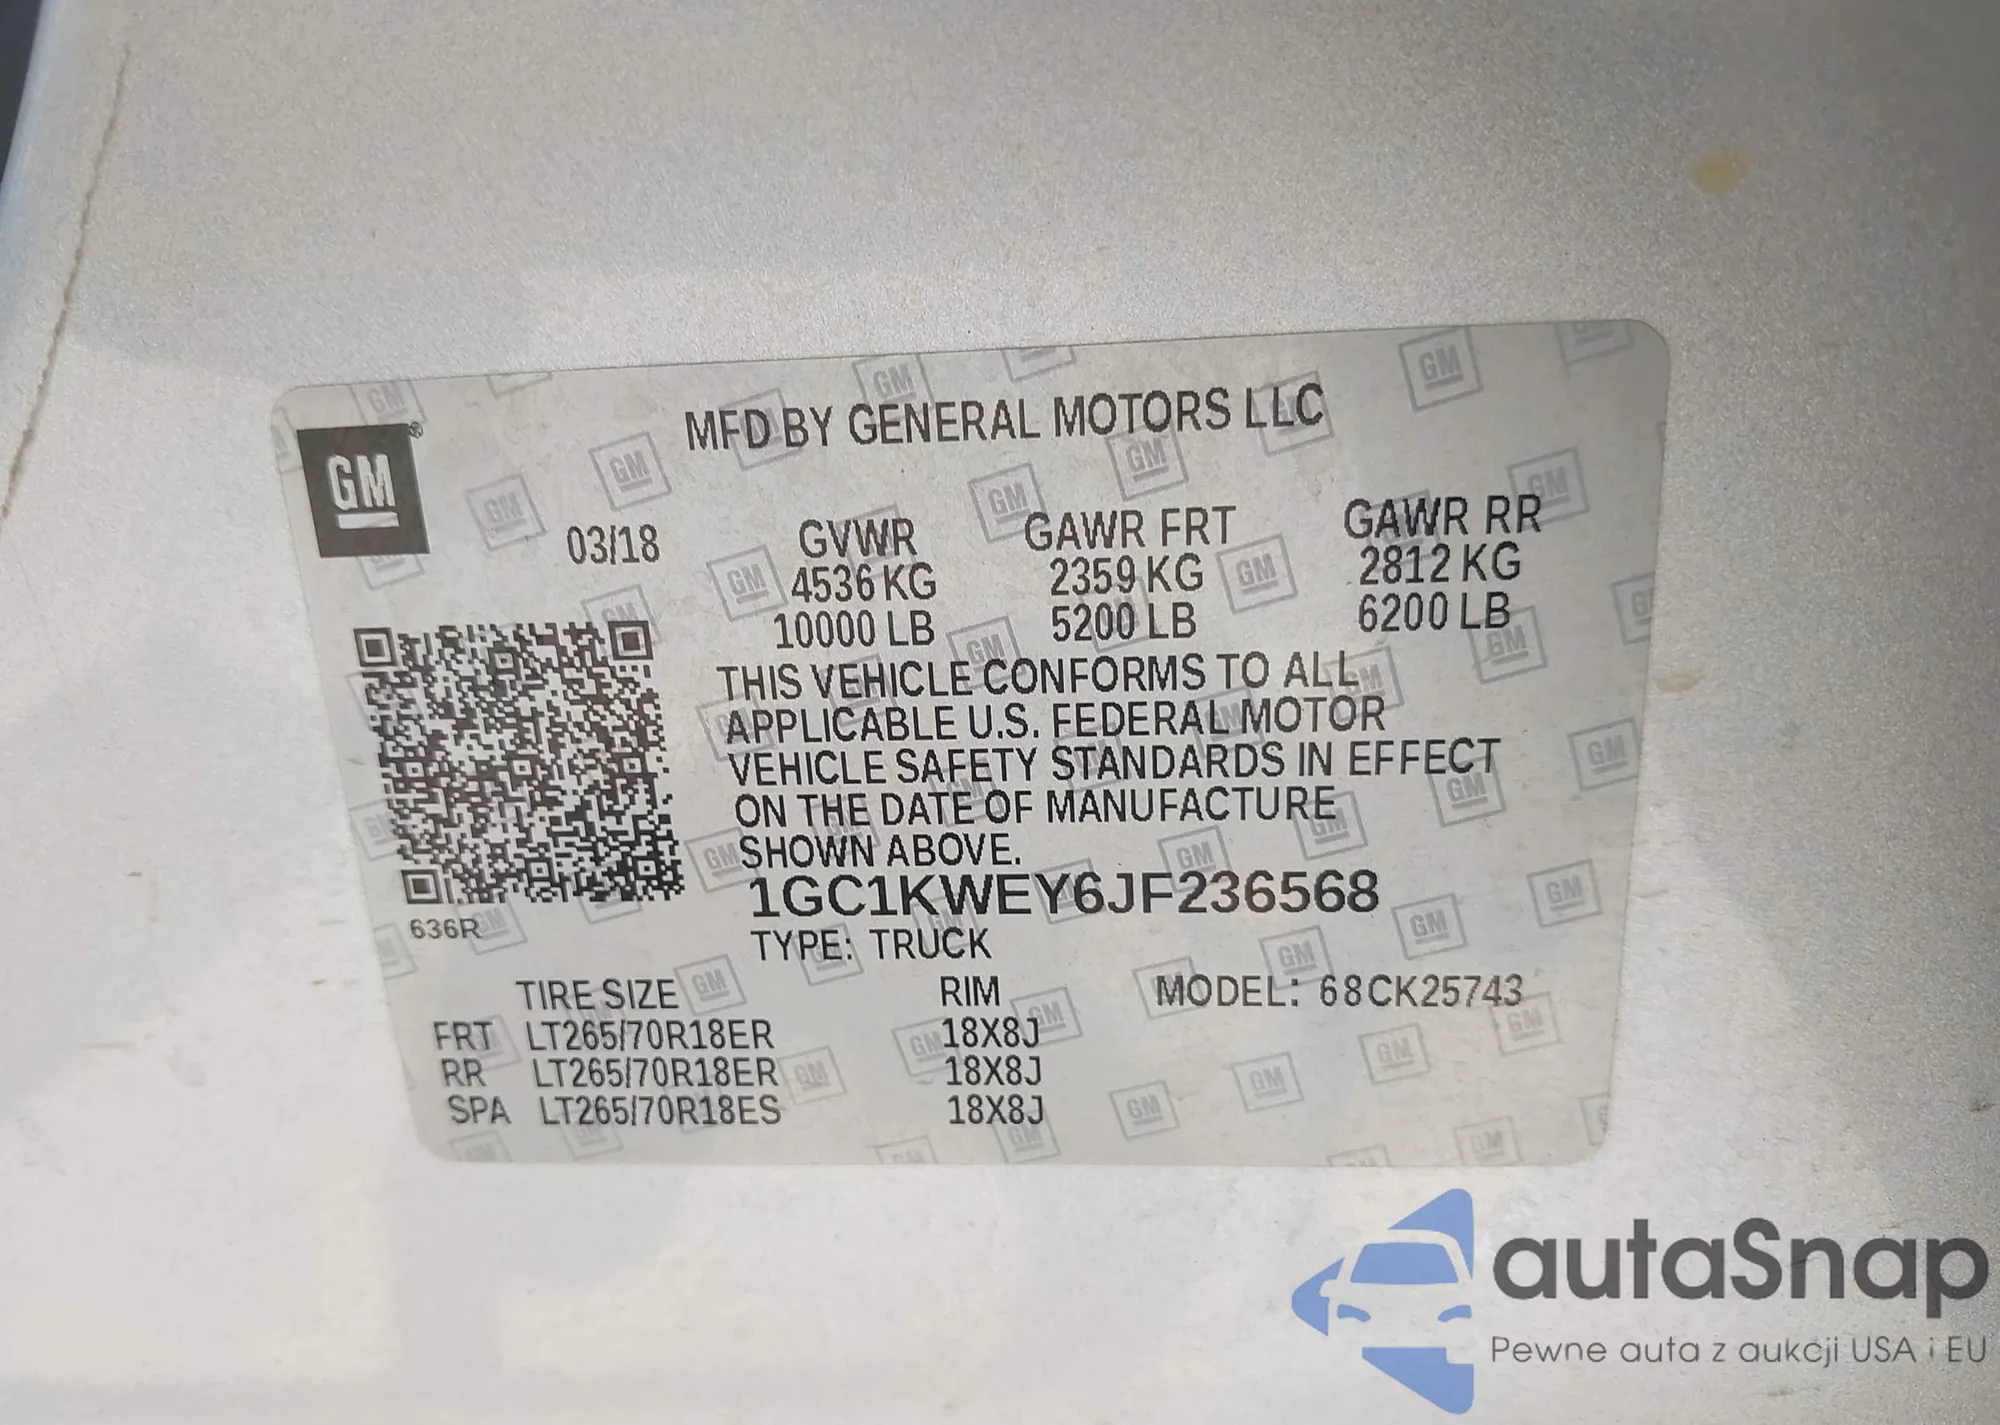 MFD BY GENERAL MOTORS LLC
GM®
03/18 GVWR GAWR FRT GAWR RR
4536 KG 2359 KG 2812 KG
10000 LB 5200 LB 6200 LB
THIS VEHICLE CONFORMS TO ALL
APPLICABLE U.S. FEDERAL MOTOR
VEHICLE SAFETY STANDARDS IN EFFECT
ON THE DATE OF MANUFACTURE
SHOWN ABOVE.
1GC1KWEY6JF236568
636R
TYPE: TRUCK
TIRE SIZE RIM MODEL: 68CK25743
FRT LT265/70R18ER 18X8J
RR LT265/70R18ER 18X8J
SPA LT265/70R18ES 18X8J
autaSnap
Pewne auta z aukcji USA i EU